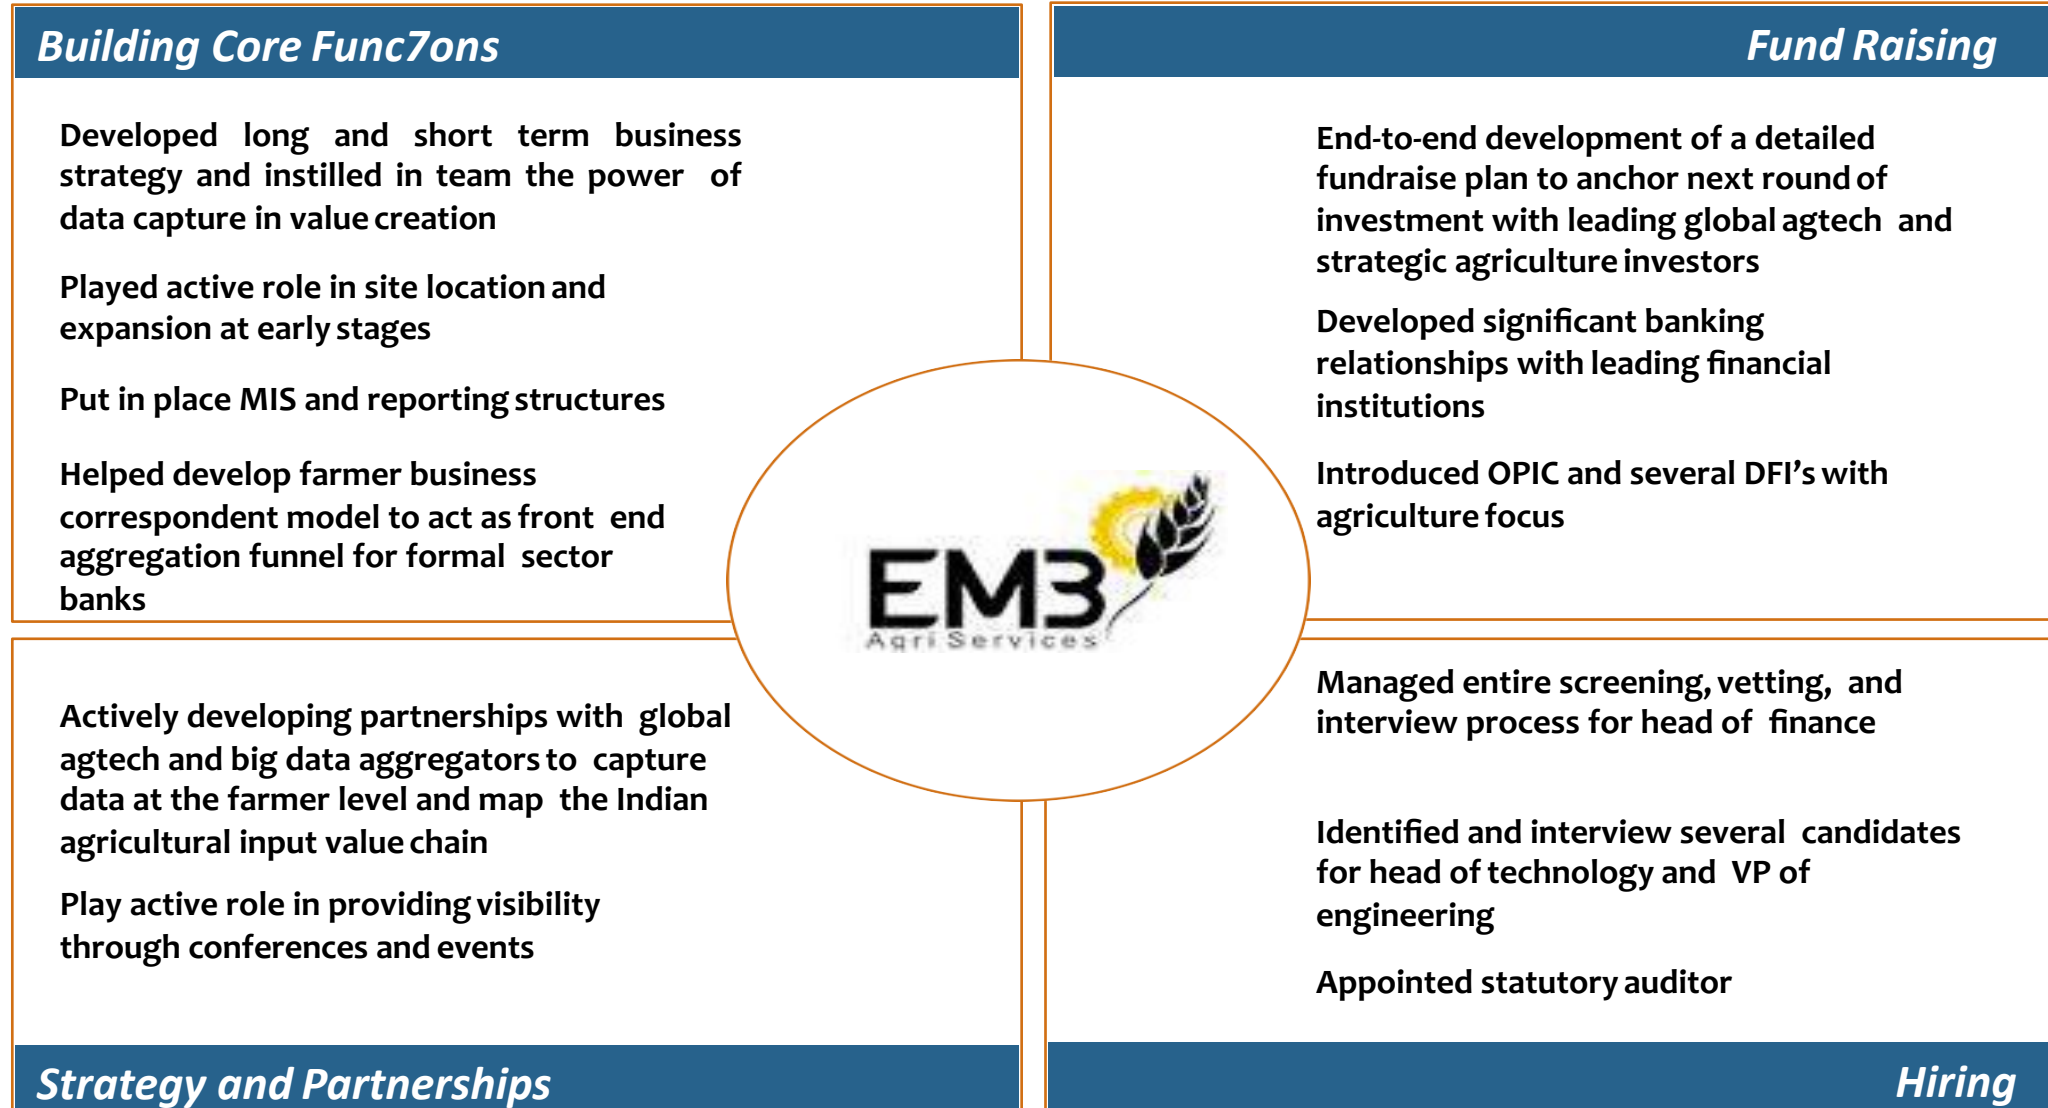 Building Core Func7ons
Developed long and short term business
strategy and instilled in team the power of
data capture in value creation
Played active role in site location and
expansion at early stages
Put in place MIS and reporting structures
Helped develop farmer business
correspondent model to act as front end
aggregation funnel for formal sector
banks
Fund Raising
End-to-end development of a detailed
fundraise plan to anchor next round of
investment with leading global agtech and
strategic agriculture investors
Developed significant banking
relationships with leading financial
institutions
Introduced OPIC and several DFI’s with
agriculture focus
EM3
Agri Services
Actively developing partnerships with global
agtech and big data aggregators to capture
data at the farmer level and map the Indian
agricultural input value chain
Play active role in providing visibility
through conferences and events
Strategy and Partnerships
Managed entire screening, vetting, and
interview process for head of finance
Identified and interview several candidates
for head of technology and VP of
engineering
Appointed statutory auditor
Hiring